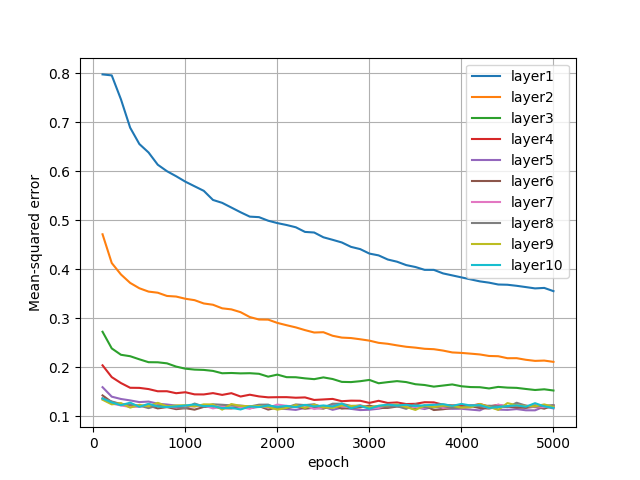 0.8
0.7
0.6
0.5
0.4
0.3
0.2
0.1
Mean-squared error
0
1000
2000
3000
4000
5000
epoch
layer1
layer2
layer3
layer4
layer5
layer6
layer7
layer8
layer9
layer10